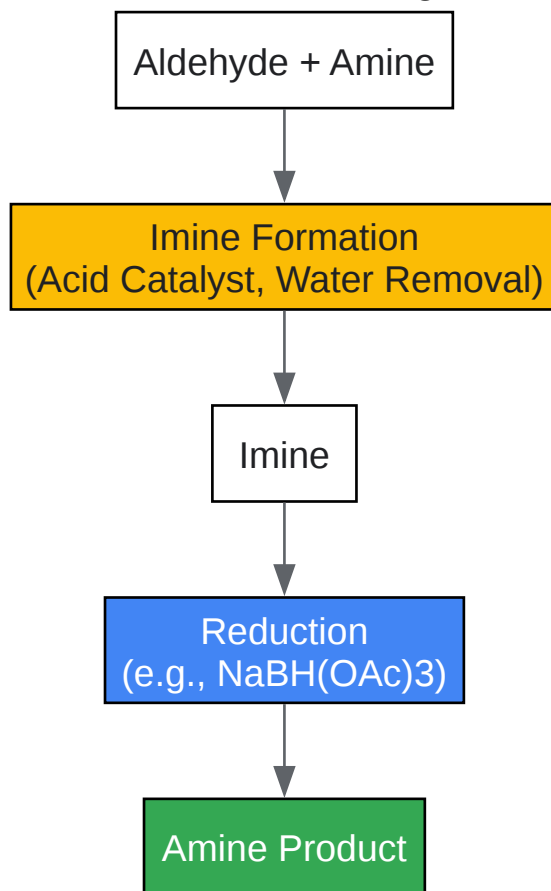 Aldehyde + Amine
Imine Formation
(Acid Catalyst, Water Removal)
Imine
Reduction
(e.g., NaBH(OAc)3)
Amine Product